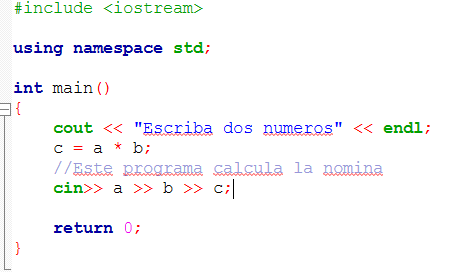 #include <iostream>
using namespace std;
int main()
{
cout << "Escriba dos numeros" << endl;
c = a * b;
//Este programa calcula la nomina
cin>> a >> b >> c;
return 0;
}